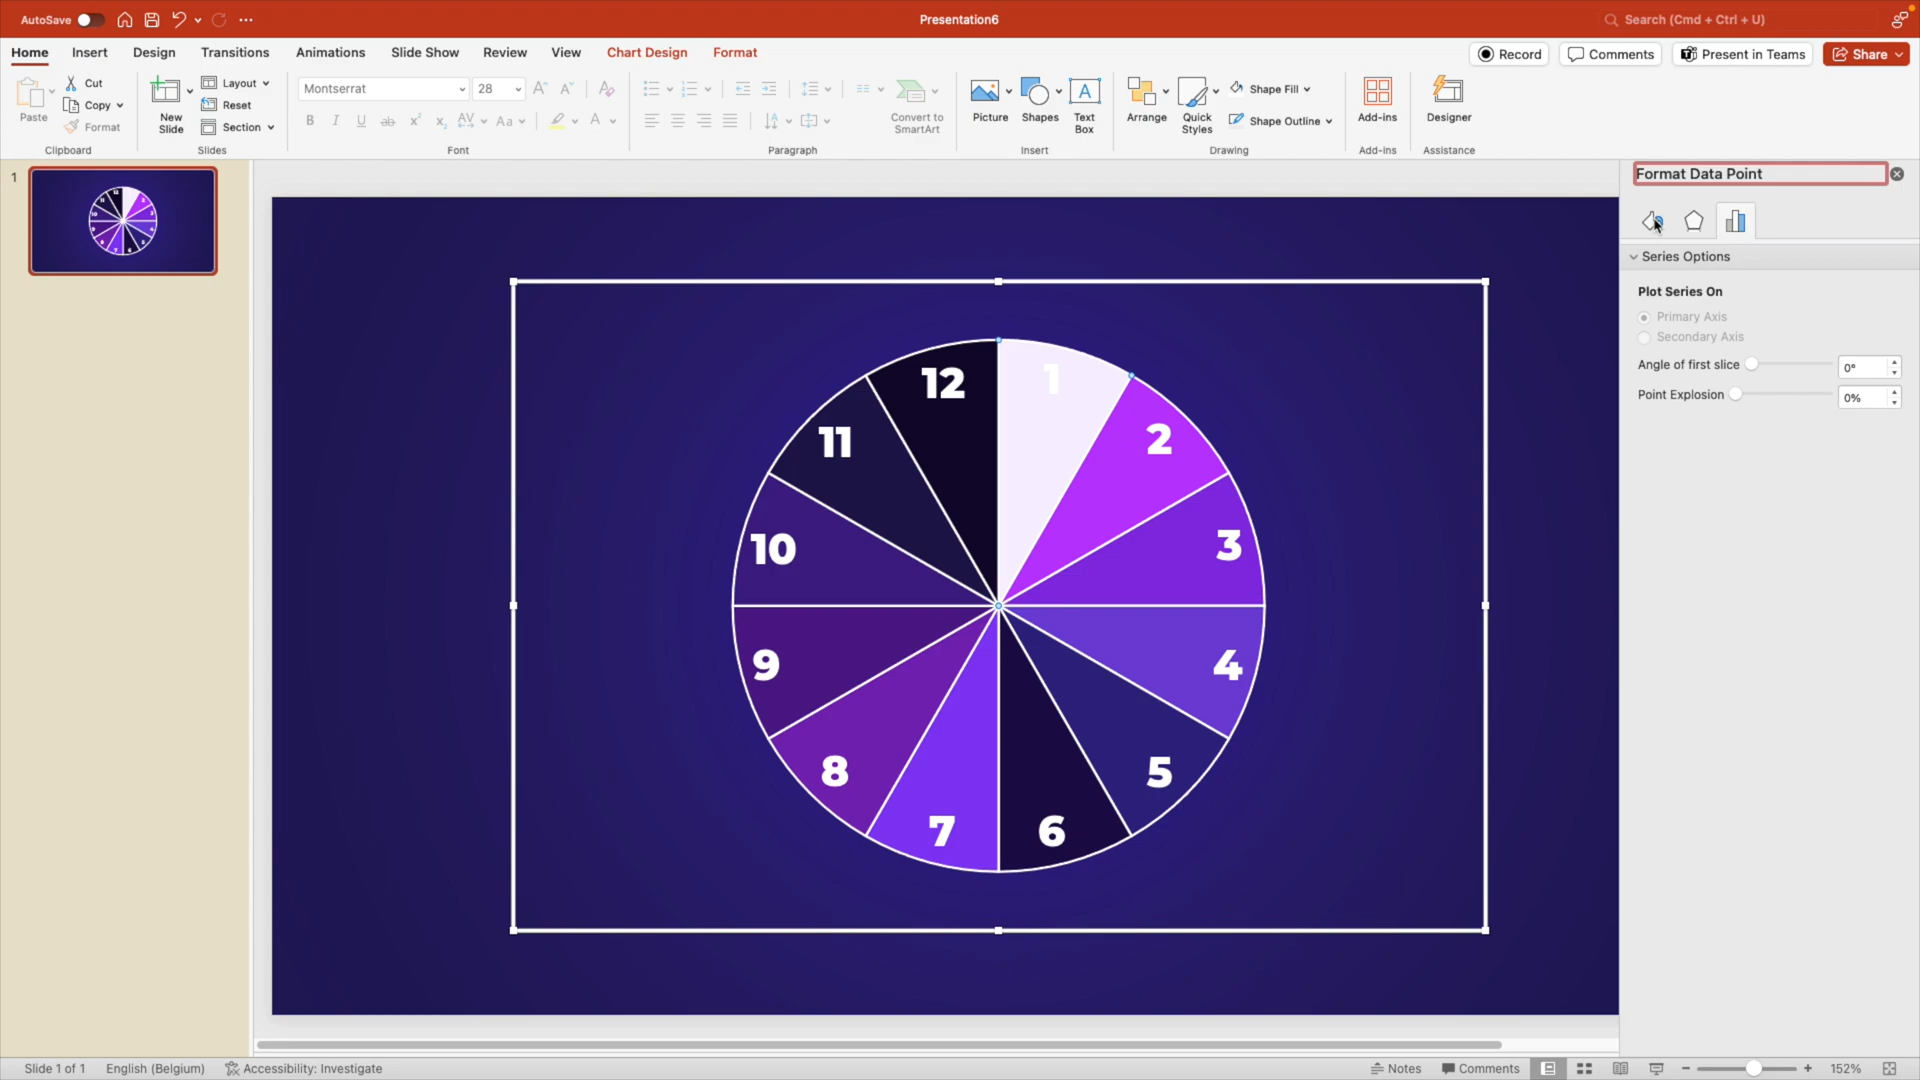 AutoSave
Presentation6
Search (Cmd + Ctrl + U)
Home
Insert
Design
Transitions
Animations
Slide Show
Review
View
Chart Design
Format
Record
Comments
Present in Teams
Share
Paste
Cut
Copy
Format
Clipboard
New
Slide
Layout
Reset
Section
Slides
Montserrat
28
A
A
A
B
I
U
ab
x²
x₂
AV
Aa
A
Font
Convert to
SmartArt
Paragraph
Picture
Shapes
A
Text
Box
Insert
Arrange
Quick
Styles
Shape Fill
Shape Outline
Drawing
Add-ins
Add-ins
Designer
Assistance
1
Format Data Point
Series Options
Plot Series On
Primary Axis
Secondary Axis
Angle of first slice
0°
Point Explosion
0%
12
1
11
2
10
3
9
4
8
5
7
6
Slide 1 of 1
English (Belgium)
Accessibility: Investigate
Notes
Comments
152%